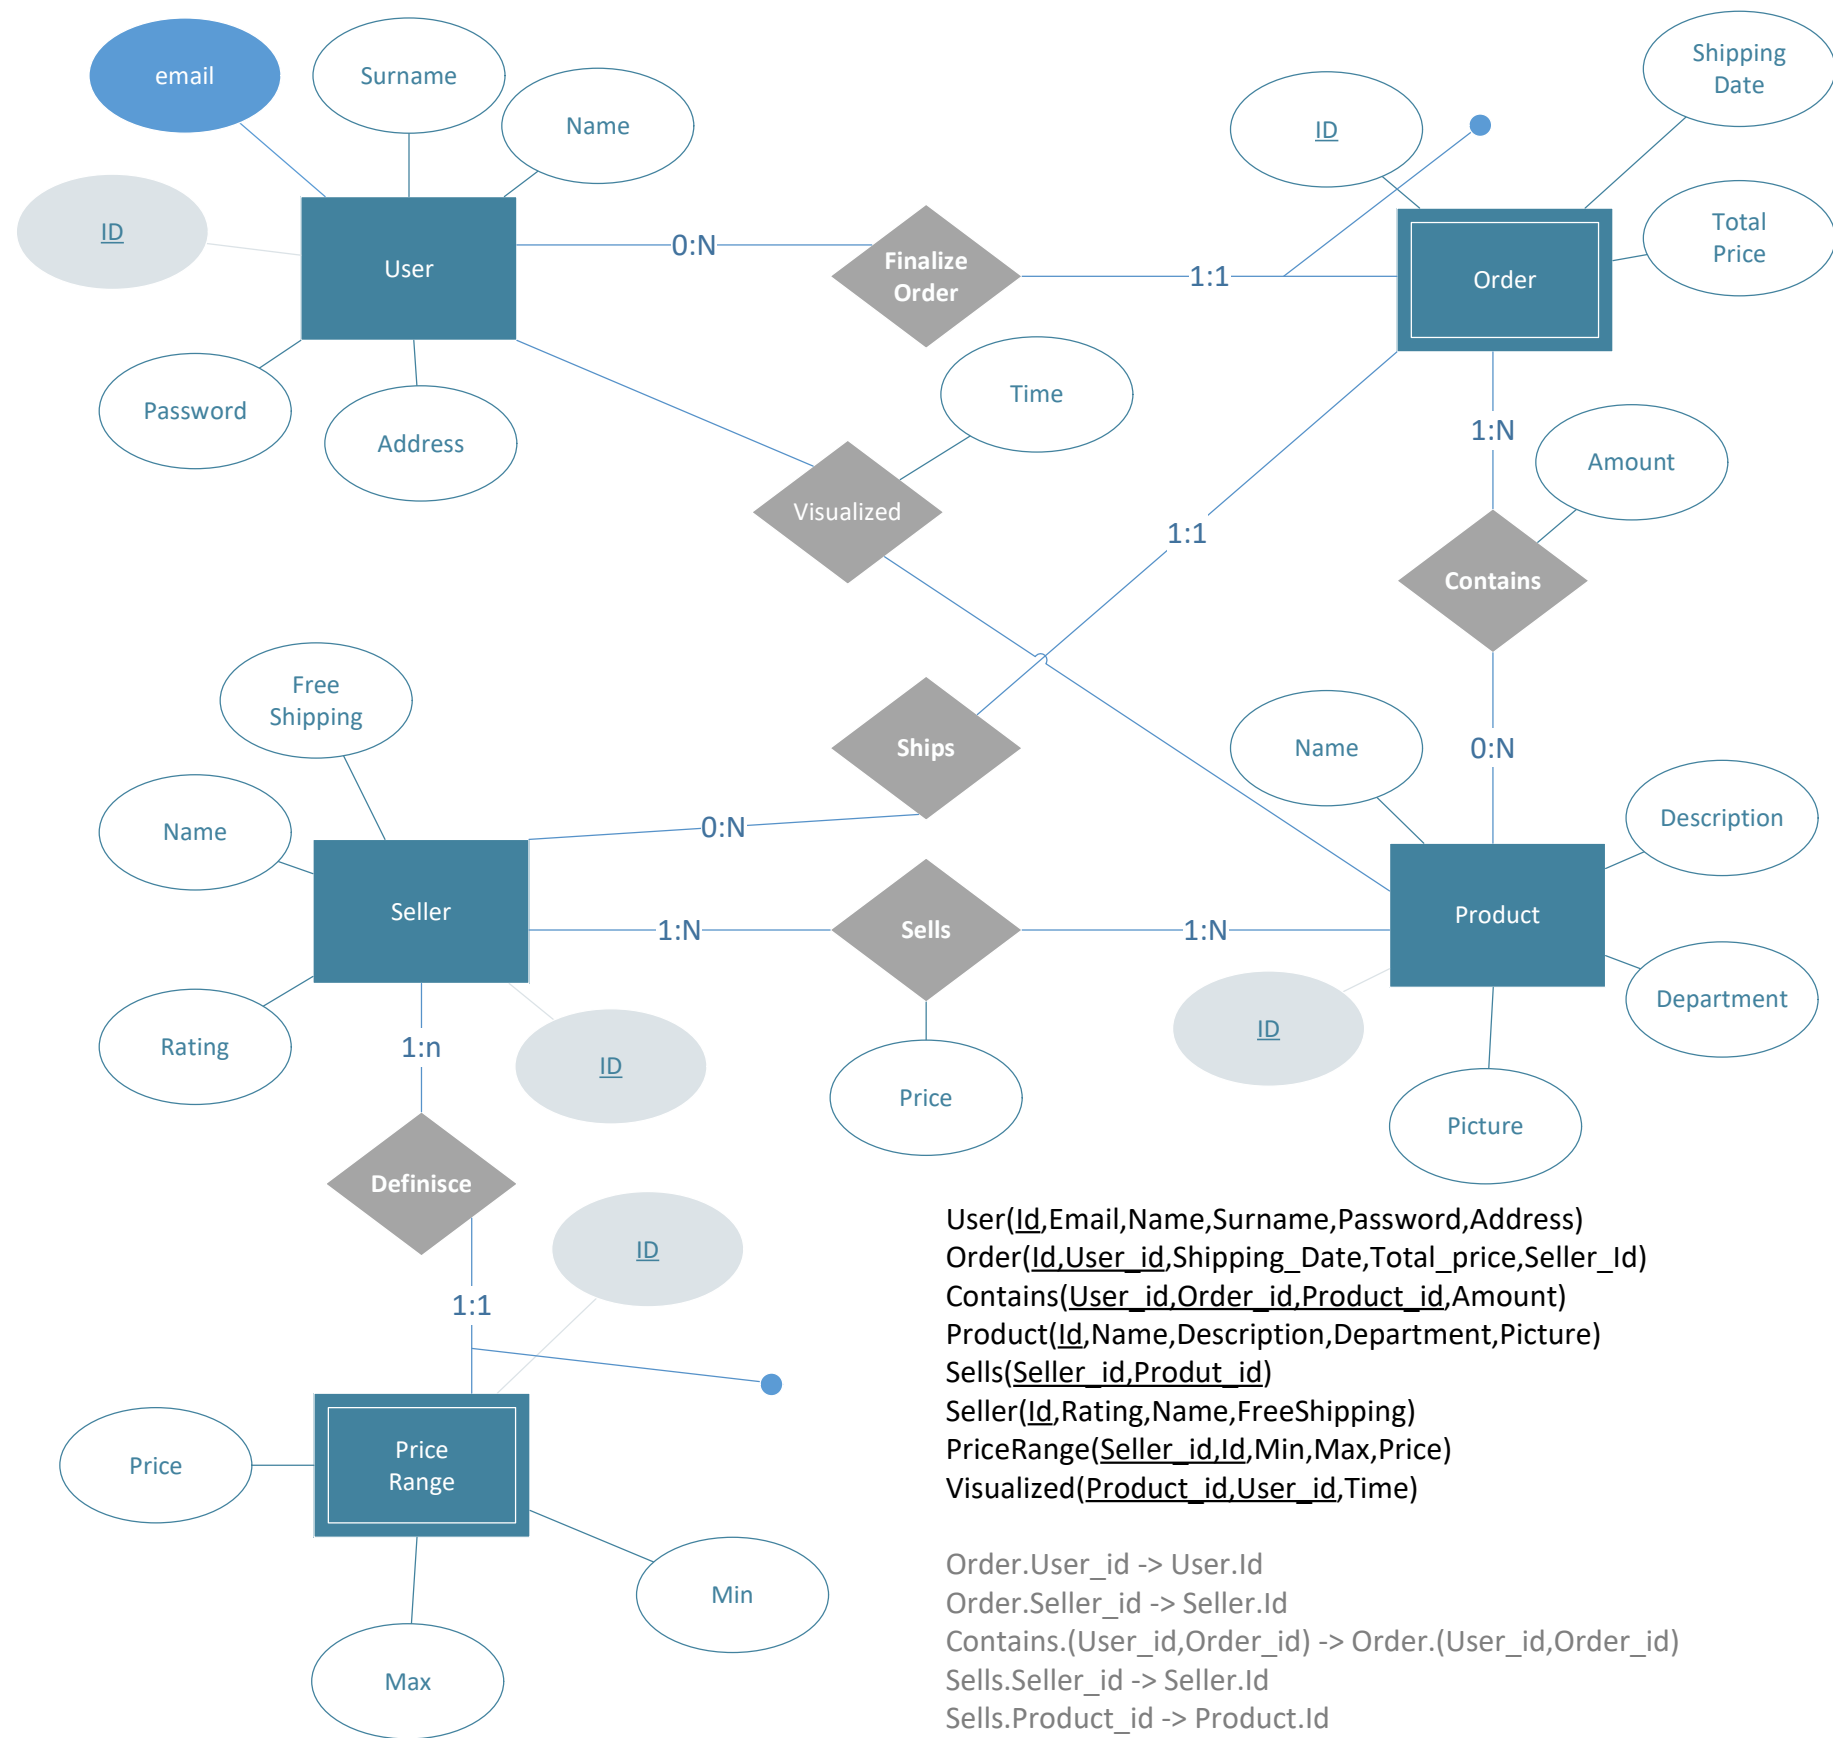 email
Surname
Name
ID
User
Password
Address
0:N
Finalize
Order
1:1
ID
Shipping
Date
Total
Price
Order
Time
Visualized
1:1
1:N
Amount
Contains
0:N
Free
Shipping
Name
Seller
Rating
ID
0:N
Ships
1:N
Sells
1:N
Price
Name
Description
Product
Department
ID
Picture
1:n
Definisce
ID
1:1
Price
Price
Range
Min
Max
User(Id,Email,Name,Surname,Password,Address)
Order(Id,User_id,Shipping_Date,Total_price,Seller_Id)
Contains(User_id,Order_id,Product_id,Amount)
Product(Id,Name,Description,Department,Picture)
Sells(Seller_id,Produt_id)
Seller(Id,Rating,Name,FreeShipping)
PriceRange(Seller_id,Id,Min,Max,Price)
Visualized(Product_id,User_id,Time)
Order.User_id -> User.Id
Order.Seller_id -> Seller.Id
Contains.(User_id,Order_id) -> Order.(User_id,Order_id)
Sells.Seller_id -> Seller.Id
Sells.Product_id -> Product.Id